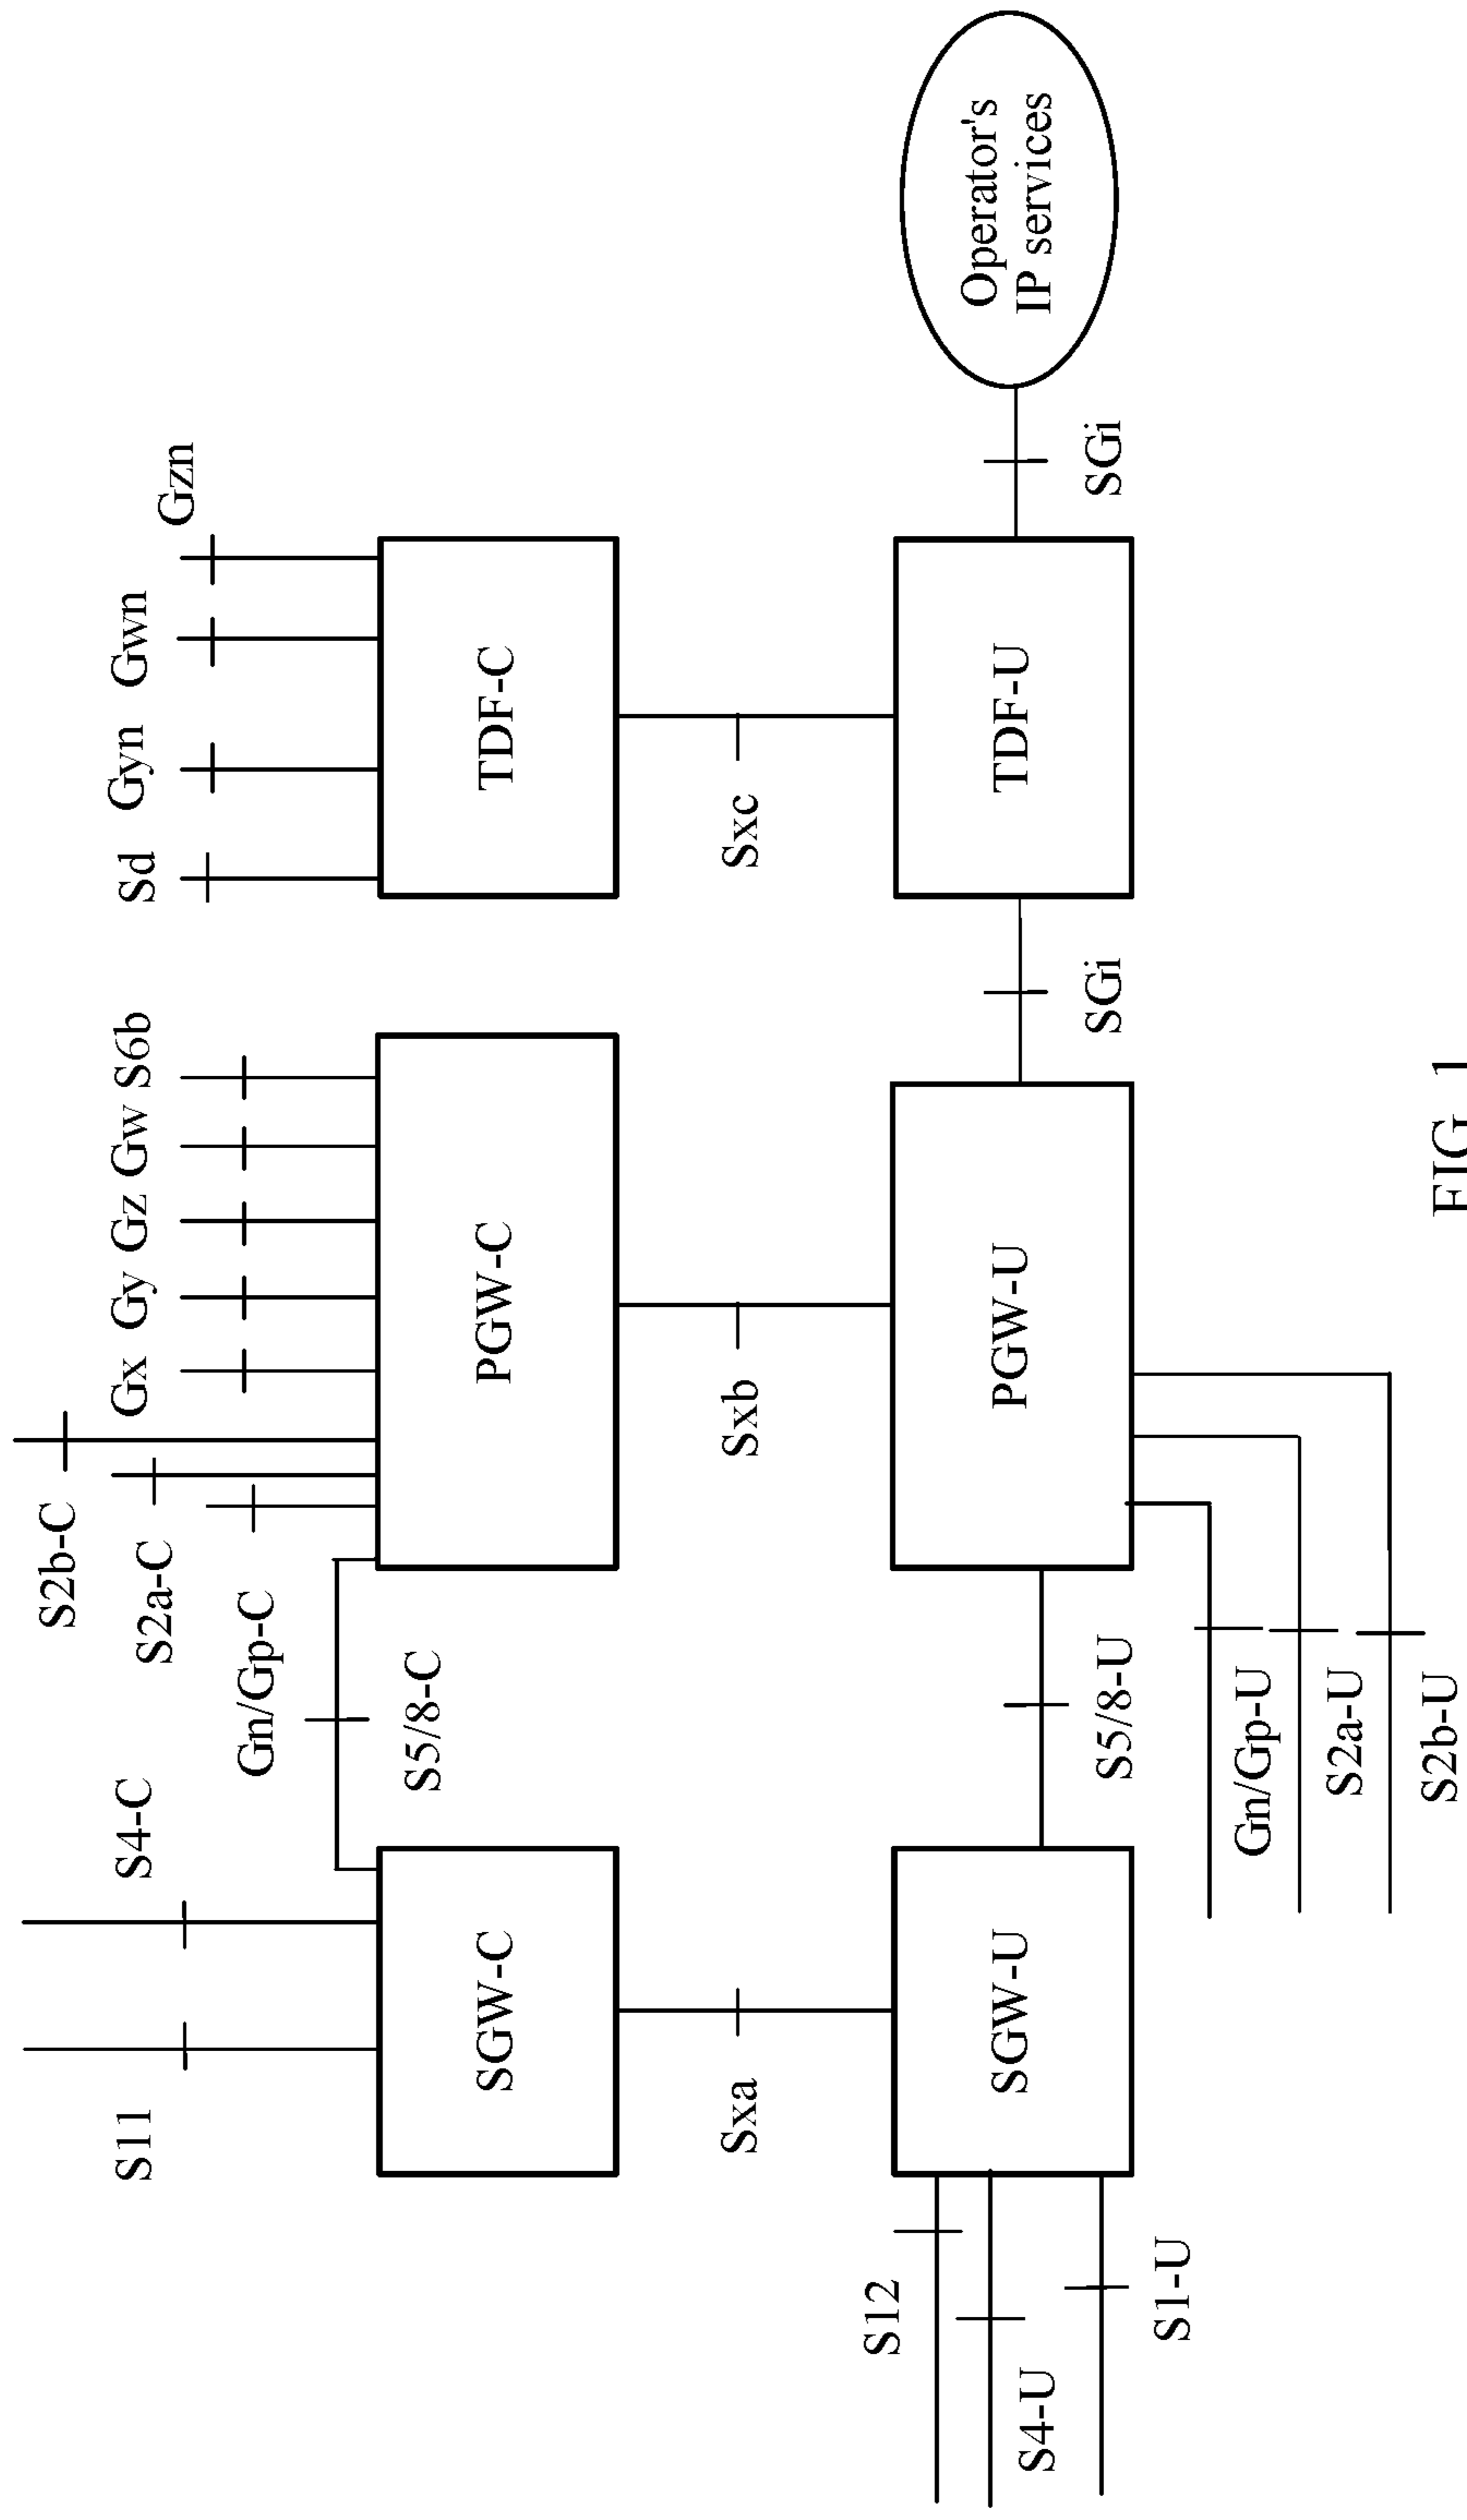 S2b-C
S2a-C
Gx
Gy
Gz
Gw
S6b
Sd
Gyn
Gwn
Gzn
S11
S4-C
Gn/Gp-C
S5/8-C
SGW-C
PGW-C
TDF-C
Sxa
Sxb
Sxc
S12
S4-U
S1-U
SGW-U
S5/8-U
PGW-U
SGi
TDF-U
SGi
Operator's
IP services
Gn/Gp-U
S2a-U
S2b-U
FIG. 1